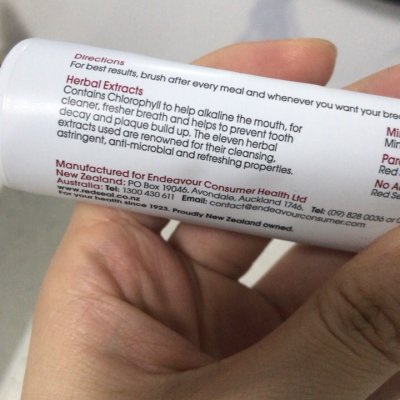 Directions
For best results, brush after every meal and whenever you want your
Herbal Extracts
Contains Chlorophyll to help alkaline the mouth, for
cleaner, fresher breath and helps to prevent tooth
decay and plaque build up. The eleven herbal
extracts used are renowned for their cleansing,
astringent, anti-microbial and refreshing properties.
Manufactured for Endeavour Consumer Health Ltd
New Zealand: PO Box 19046, Avondale, Auckland 1746. Tel: (09) 828 0036 or
Australia: Tel: 1300 430 611 Email: contact@endeavourconsumer.com
www.redseal.co.nz
For your health since 1923. Proudly New Zealand owned.
Red
No
Red